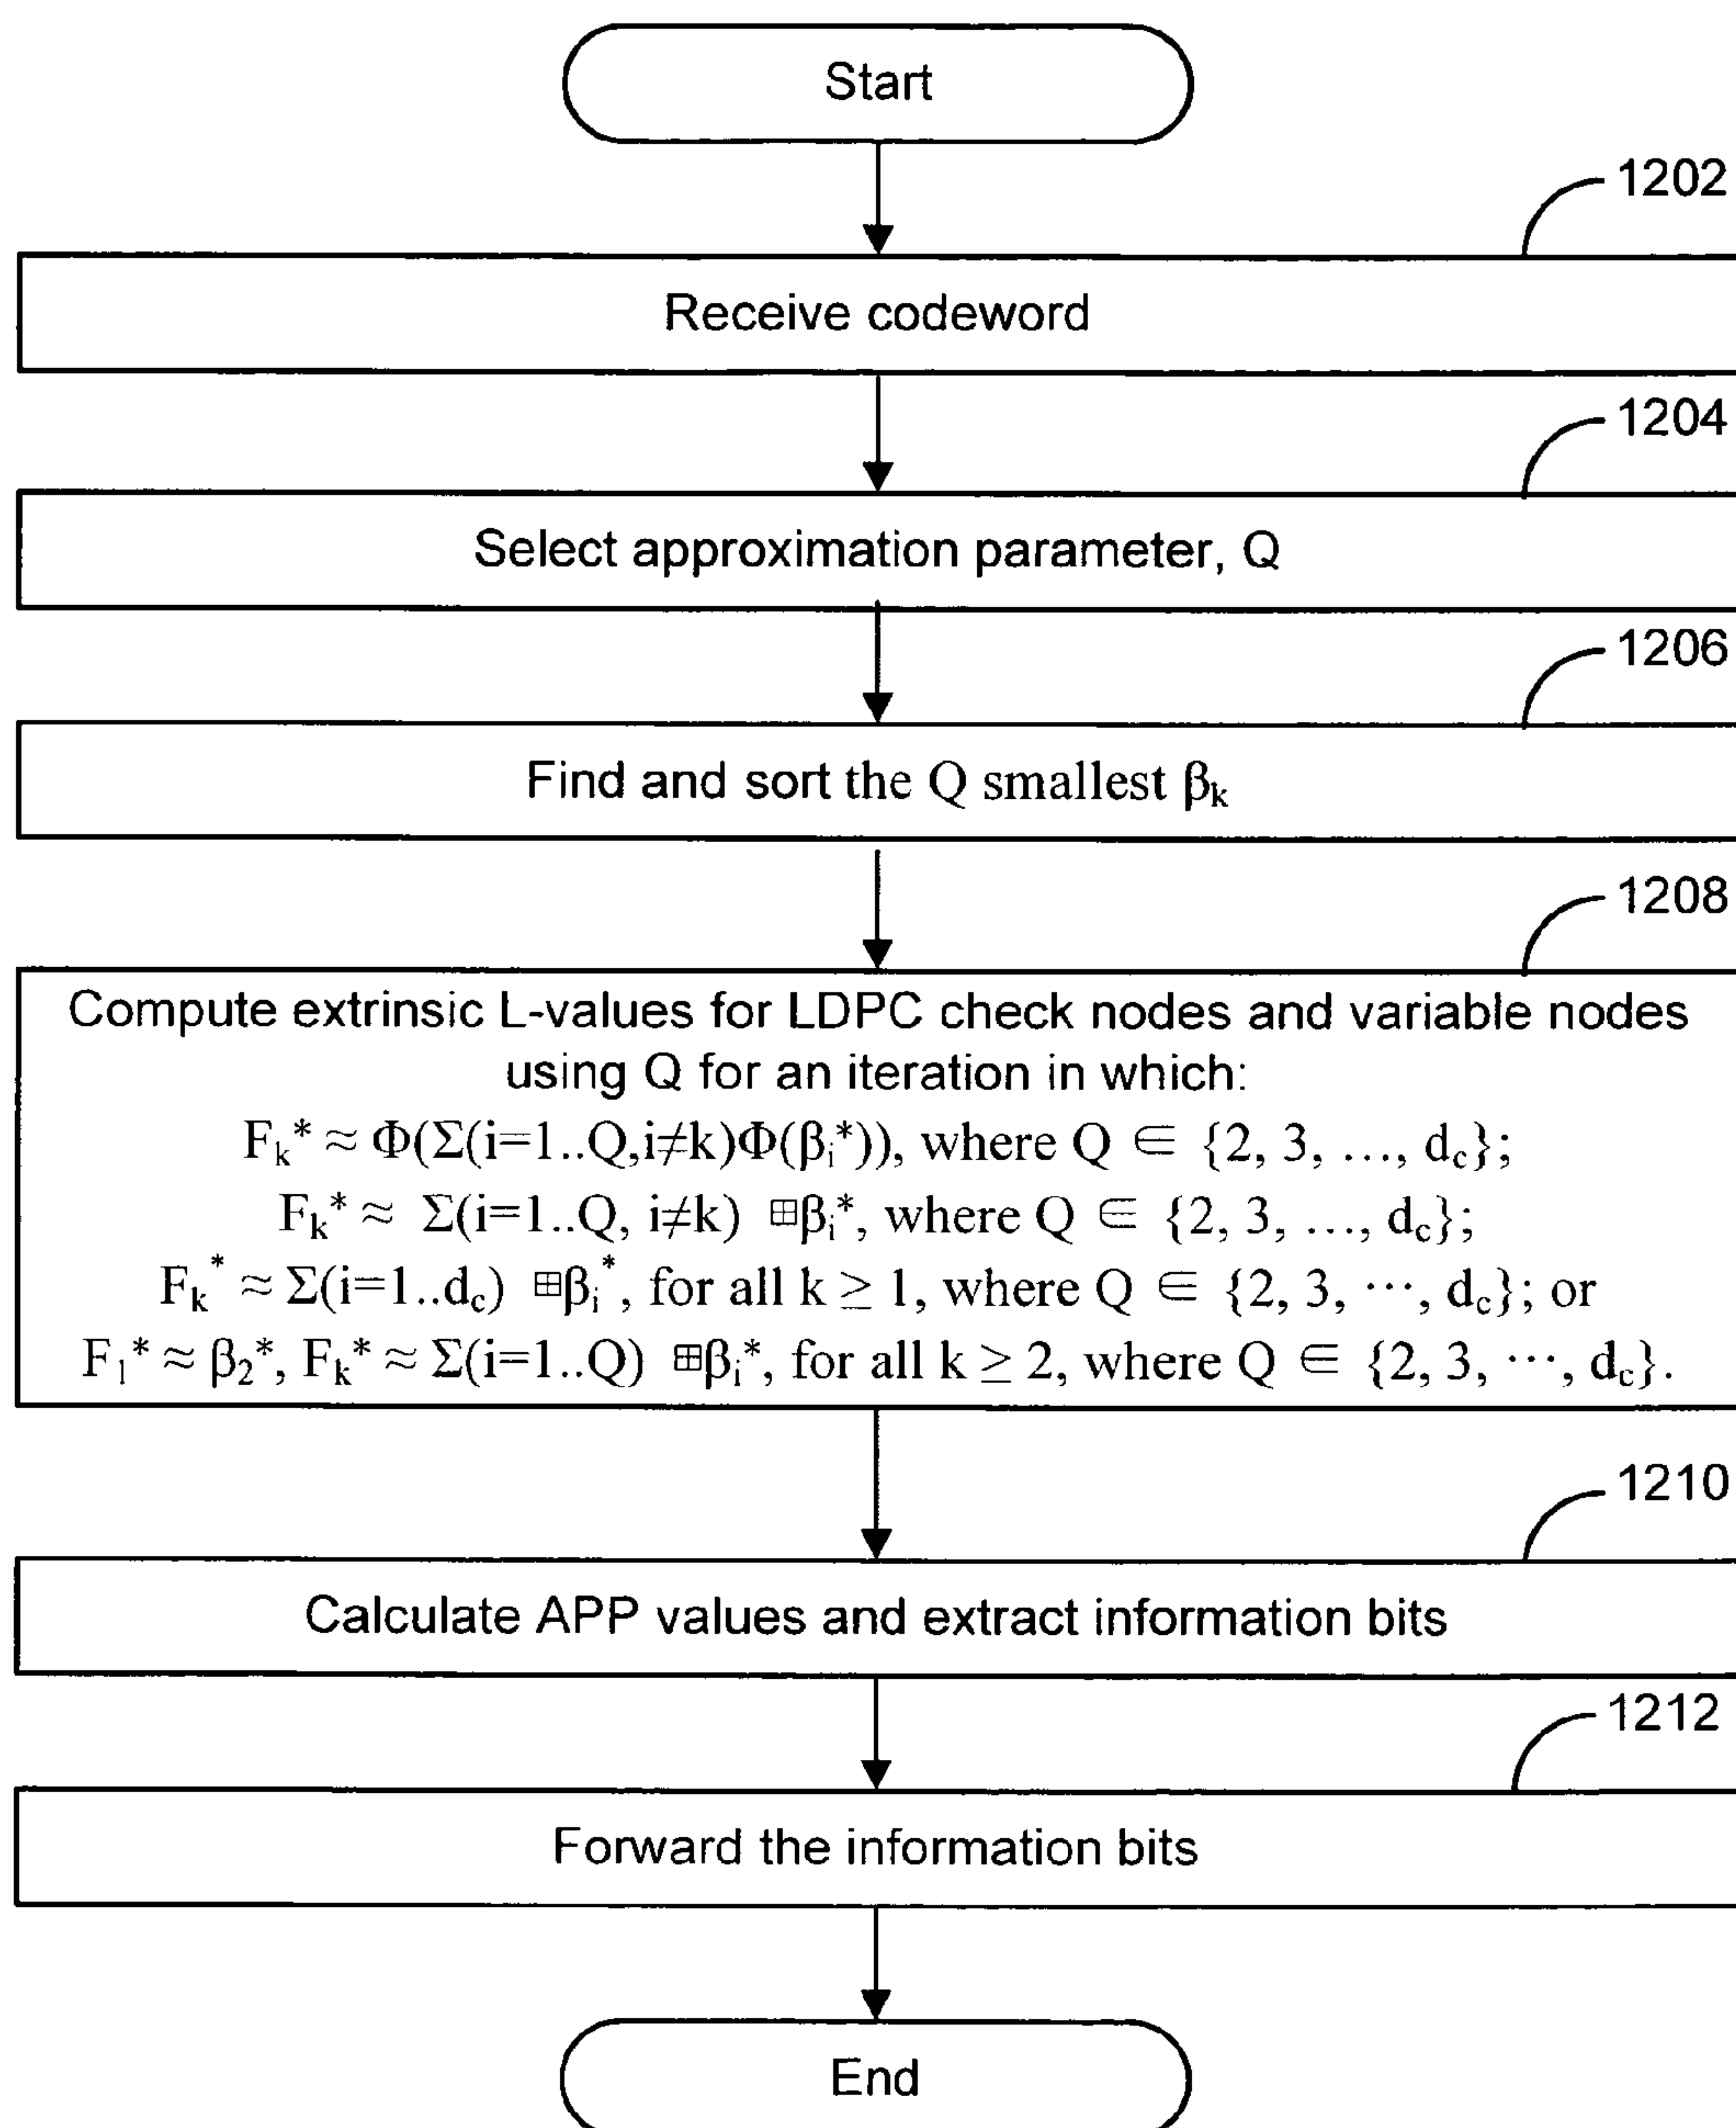 Start
1202
Receive codeword
1204
Select approximation parameter, Q
1206
Find and sort the Q smallest βk
1208
Compute extrinsic L-values for LDPC check nodes and variable nodes
using Q for an iteration in which:
Fk* ≈ Φ(Σ(i=1..Q,i≠k)Φ(βi*)), where Q ∈ {2, 3, ..., dc};
Fk* ≈ Σ(i=1..Q, i≠k) ⊞βi*, where Q ∈ {2, 3, ..., dc};
Fk* ≈ Σ(i=1..dc) ⊞βi*, for all k ≥ 1, where Q ∈ {2, 3, ⋯, dc}; or
F1* ≈ β2*, Fk* ≈ Σ(i=1..Q) ⊞βi*, for all k ≥ 2, where Q ∈ {2, 3, ⋯, dc}.
1210
Calculate APP values and extract information bits
1212
Forward the information bits
End